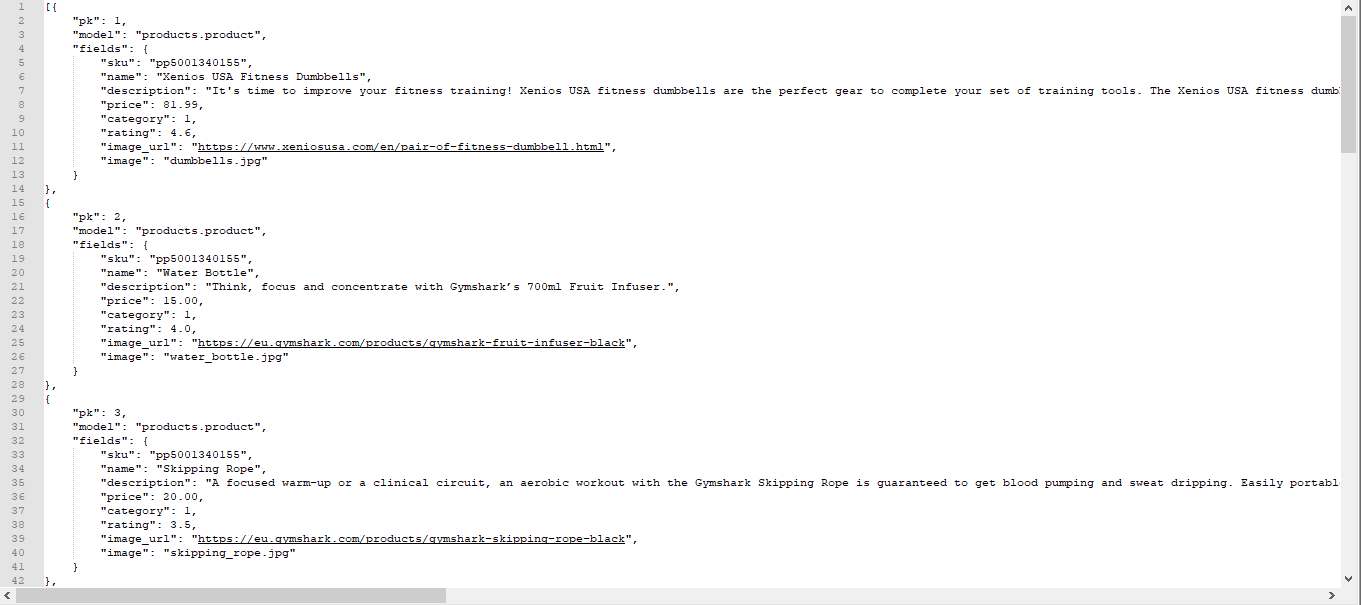 1 [{
2 "pk": 1,
3 "model": "products.product",
4 "fields": {
5 "sku": "pp5001340155",
6 "name": "Xenios USA Fitness Dumbbells",
7 "description": "It's time to improve your fitness training! Xenios USA fitness dumbbells are the perfect gear to complete your set of training tools. The Xenios USA fitness dumb
8 "price": 81.99,
9 "category": 1,
10 "rating": 4.6,
11 "image_url": "https://www.xeniosusa.com/en/pair-of-fitness-dumbbell.html",
12 "image": "dumbbells.jpg"
13 }
14 },
15 {
16 "pk": 2,
17 "model": "products.product",
18 "fields": {
19 "sku": "pp5001340155",
20 "name": "Water Bottle",
21 "description": "Think, focus and concentrate with Gymshark’s 700ml Fruit Infuser.",
22 "price": 15.00,
23 "category": 1,
24 "rating": 4.0,
25 "image_url": "https://eu.gymshark.com/products/gymshark-fruit-infuser-black",
26 "image": "water_bottle.jpg"
27 }
28 },
29 {
30 "pk": 3,
31 "model": "products.product",
32 "fields": {
33 "sku": "pp5001340155",
34 "name": "Skipping Rope",
35 "description": "A focused warm-up or a clinical circuit, an aerobic workout with the Gymshark Skipping Rope is guaranteed to get blood pumping and sweat dripping. Easily portabl
36 "price": 20.00,
37 "category": 1,
38 "rating": 3.5,
39 "image_url": "https://eu.gymshark.com/products/gymshark-skipping-rope-black",
40 "image": "skipping_rope.jpg"
41 }
42 },